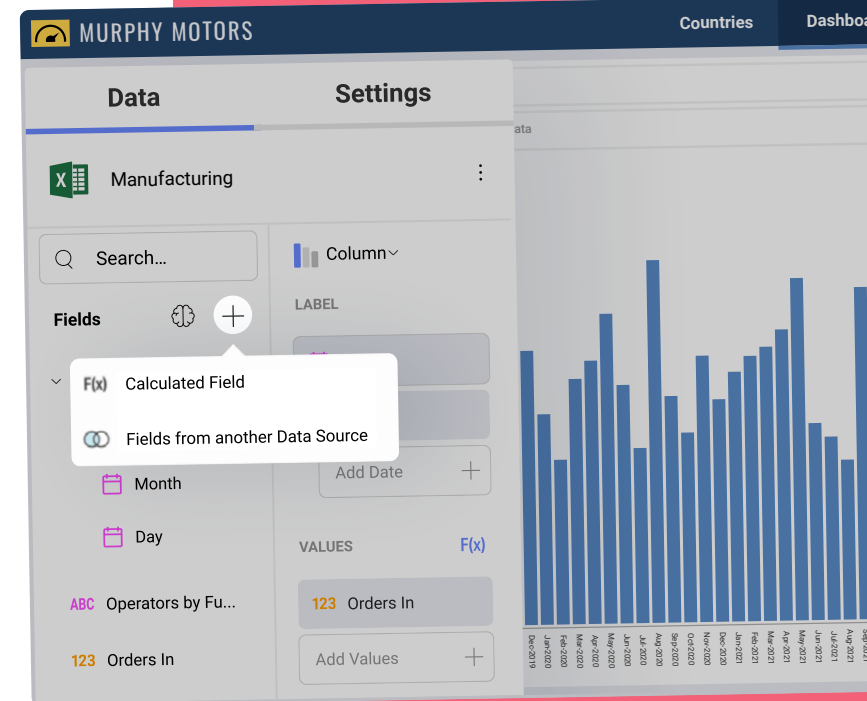 MURPHY MOTORS
Countries
Data
Settings
ata
Manufacturing
Search...
Column
Fields
LABEL
F(x) Calculated Field
Fields from another Data Source
Add Date
Month
Day
VALUES
F(x)
ABC Operators by Fu...
123 Orders In
Add Values
123 Orders In
Dec-2019
Jan-2020
Feb-2020
Mar-2020
Apr-2020
May-2020
Jun-2020
Jul-2020
Aug-2020
Sep-2020
Oct-2020
Nov-2020
Dec-2020
Jan-2021
Feb-2021
Mar-2021
Apr-2021
May-2021
Jun-2021
Jul-2021
Aug-2021